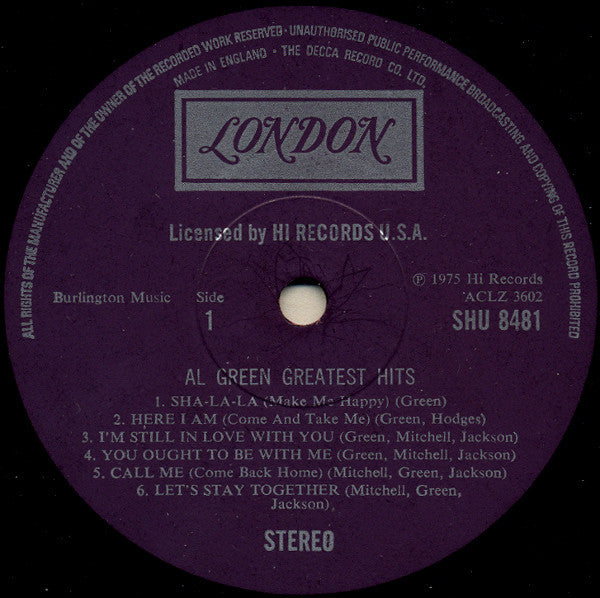 ALL RIGHTS OF THE MANUFACTURER AND OF THE OWNER OF THE RECORDED WORK RESERVED · UNAUTHORISED PUBLIC PERFORMANCE BROADCASTING AND COPYING OF THIS RECORD PROHIBITED
MADE IN ENGLAND · THE DECCA RECORD CO. LTD.
LONDON
Licensed by HI RECORDS U.S.A.
Burlington Music
Side
1
℗ 1975 Hi Records
ACLZ 3602
SHU 8481
AL GREEN GREATEST HITS
1. SHA-LA-LA (Make Me Happy) (Green)
2. HERE I AM (Come And Take Me) (Green, Hodges)
3. I'M STILL IN LOVE WITH YOU (Green, Mitchell, Jackson)
4. YOU OUGHT TO BE WITH ME (Green, Mitchell, Jackson)
5. CALL ME (Come Back Home) (Mitchell, Green, Jackson)
6. LET'S STAY TOGETHER (Mitchell, Green,
Jackson)
STEREO